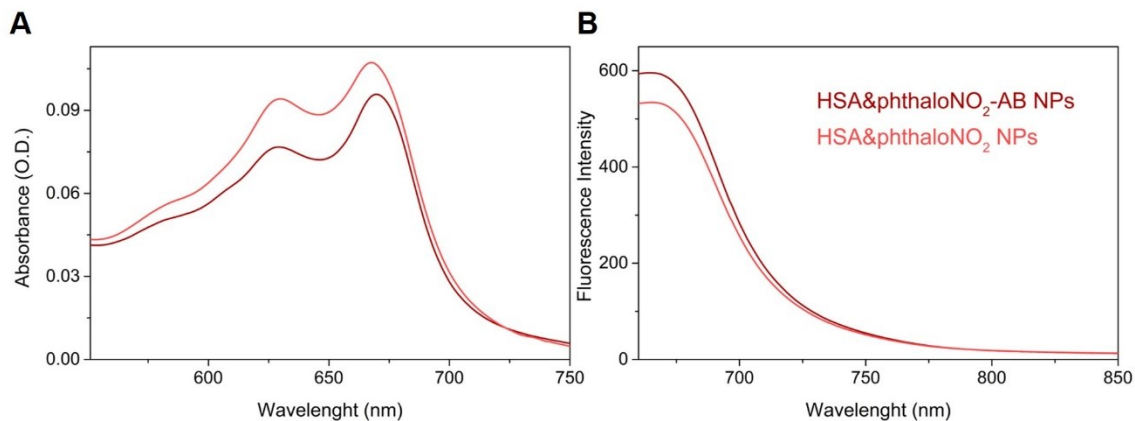 A
B
Absorbance (O.D.)
0.09
0.06
0.03
0.00
600
650
700
750
Wavelenght (nm)
Fluorescence Intensity
600
400
200
0
HSA&phthaloNO₂-AB NPs
HSA&phthaloNO₂ NPs
700
750
800
850
Wavelenght (nm)